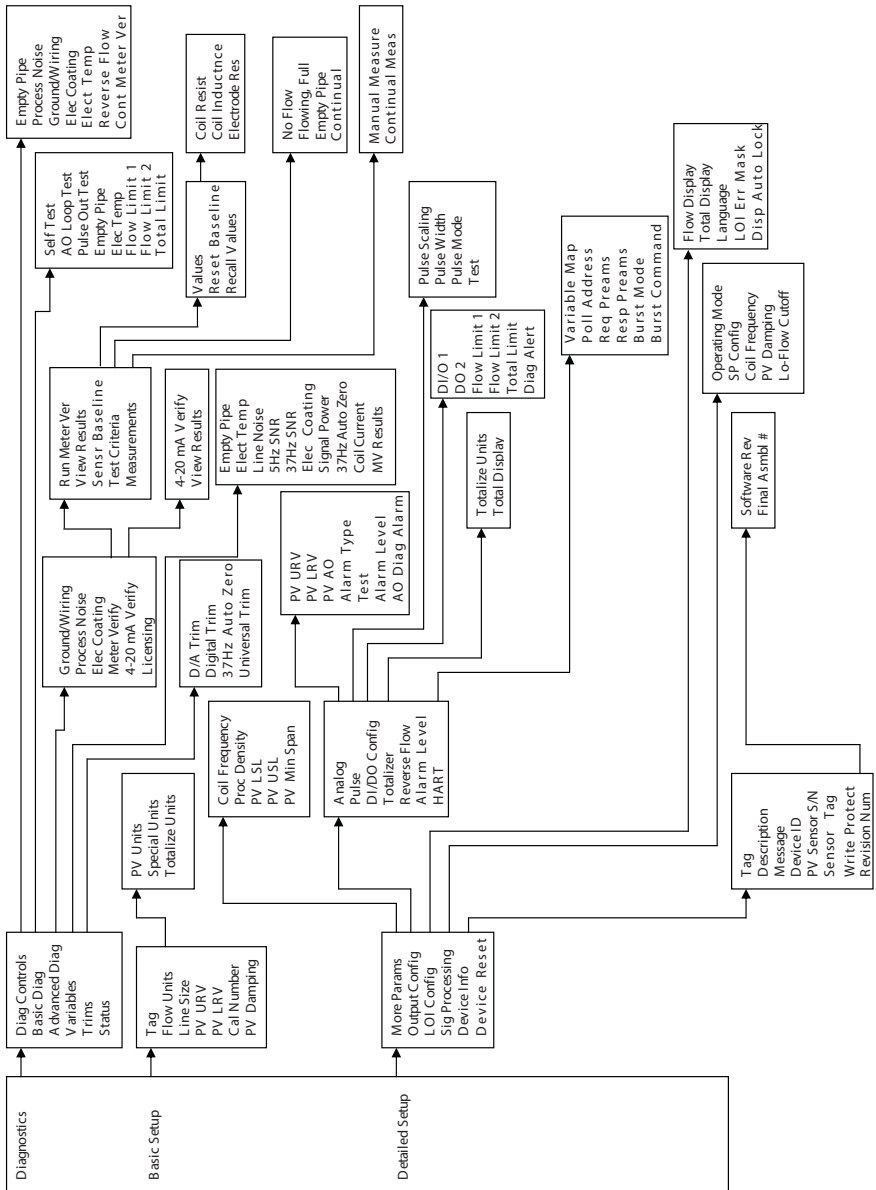 Diagnostics
Basic Setup
Detailed Setup
Diag Controls
Basic Diag
Advanced Diag
Variables
Trims
Status
Empty Pipe
Process Noise
Ground/Wiring
Elec Coating
Elect Temp
Reverse Flow
Cont Meter Ver
Self Test
AO Loop Test
Pulse Out Test
Empty Pipe
Elec Temp
Flow Limit 1
Flow Limit 2
Total Limit
Ground/Wiring
Process Noise
Elec Coating
Meter Verify
4-20 mA Verify
Licensing
Run Meter Ver
View Results
Sensr Baseline
Test Criteria
Measurements
Values
Reset Baseline
Recall Values
Coil Resist
Coil Inductnce
Electrode Res
No Flow
Flowing, Full
Empty Pipe
Continual
Manual Measure
Continual Meas
4-20 mA Verify
View Results
Empty Pipe
Elect Temp
Line Noise
5Hz SNR
37Hz SNR
Elec Coating
Signal Power
37Hz Auto Zero
Coil Current
MV Results
D/A Trim
Digital Trim
37Hz Auto Zero
Universal Trim
Tag
Flow Units
Line Size
PV URV
PV LRV
Cal Number
PV Damping
PV Units
Special Units
Totalize Units
More Params
Output Config
LOI Config
Sig Processing
Device Info
Device Reset
Coil Frequency
Proc Density
PV LSL
PV USL
PV Min Span
Analog
Pulse
DI/DO Config
Totalizer
Reverse Flow
Alarm Level
HART
PV URV
PV LRV
PV AO
Alarm Type
Test
Alarm Level
AO Diag Alarm
Pulse Scaling
Pulse Width
Pulse Mode
Test
DI/O 1
DO 2
Flow Limit 1
Flow Limit 2
Total Limit
Diag Alert
Totalize Units
Total Display
Variable Map
Poll Address
Req Preams
Resp Preams
Burst Mode
Burst Command
Flow Display
Total Display
Language
LOI Err Mask
Disp Auto Lock
Operating Mode
SP Config
Coil Frequency
PV Damping
Lo-Flow Cutoff
Tag
Description
Message
Device ID
PV Sensor S/N
Sensor Tag
Write Protect
Revision Num
Software Rev
Final Asmbl #